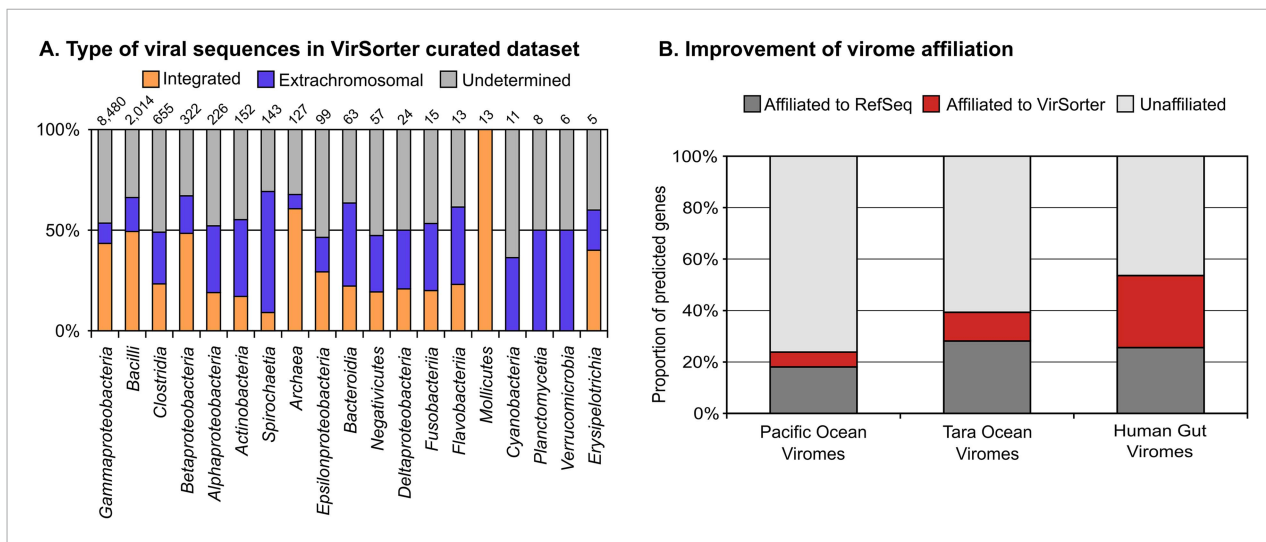 A. Type of viral sequences in VirSorter curated dataset
Integrated Extrachromosomal Undetermined
8,480 2,014 655 322 226 152 143 127 99 63 57 24 15 13 13 11 8 6 5
100%
50%
0%
Gammaproteobacteria
Bacilli
Clostridia
Betaproteobacteria
Alphaproteobacteria
Actinobacteria
Spirochaetia
Archaea
Epsilonproteobacteria
Bacteroidia
Negativicutes
Deltaproteobacteria
Fusobacteriia
Flavobacteriia
Mollicutes
Cyanobacteria
Planctomycetia
Verrucomicrobia
Erysipelotrichia
B. Improvement of virome affiliation
Affiliated to RefSeq Affiliated to VirSorter Unaffiliated
Proportion of predicted genes
100%
80%
60%
40%
20%
0%
Pacific Ocean
Viromes
Tara Ocean
Viromes
Human Gut
Viromes